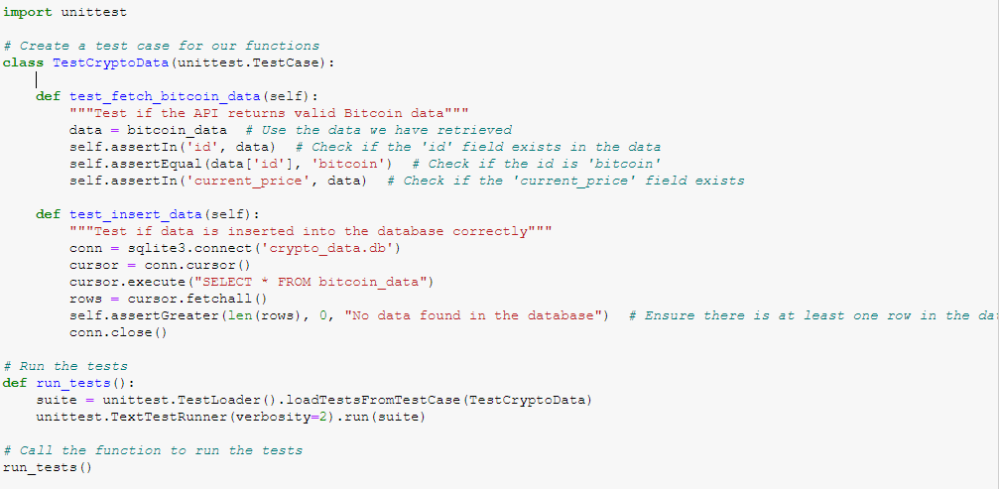 import unittest
# Create a test case for our functions
class TestCryptoData(unittest.TestCase):
    def test_fetch_bitcoin_data(self):
        """Test if the API returns valid Bitcoin data"""
        data = bitcoin_data  # Use the data we have retrieved
        self.assertIn('id', data)  # Check if the 'id' field exists in the data
        self.assertEqual(data['id'], 'bitcoin')  # Check if the id is 'bitcoin'
        self.assertIn('current_price', data)  # Check if the 'current_price' field exists
    def test_insert_data(self):
        """Test if data is inserted into the database correctly"""
        conn = sqlite3.connect('crypto_data.db')
        cursor = conn.cursor()
        cursor.execute("SELECT * FROM bitcoin_data")
        rows = cursor.fetchall()
        self.assertGreater(len(rows), 0, "No data found in the database")  # Ensure there is at least one row in the
        conn.close()
# Run the tests
def run_tests():
    suite = unittest.TestLoader().loadTestsFromTestCase(TestCryptoData)
    unittest.TextTestRunner(verbosity=2).run(suite)
# Call the function to run the tests
run_tests()